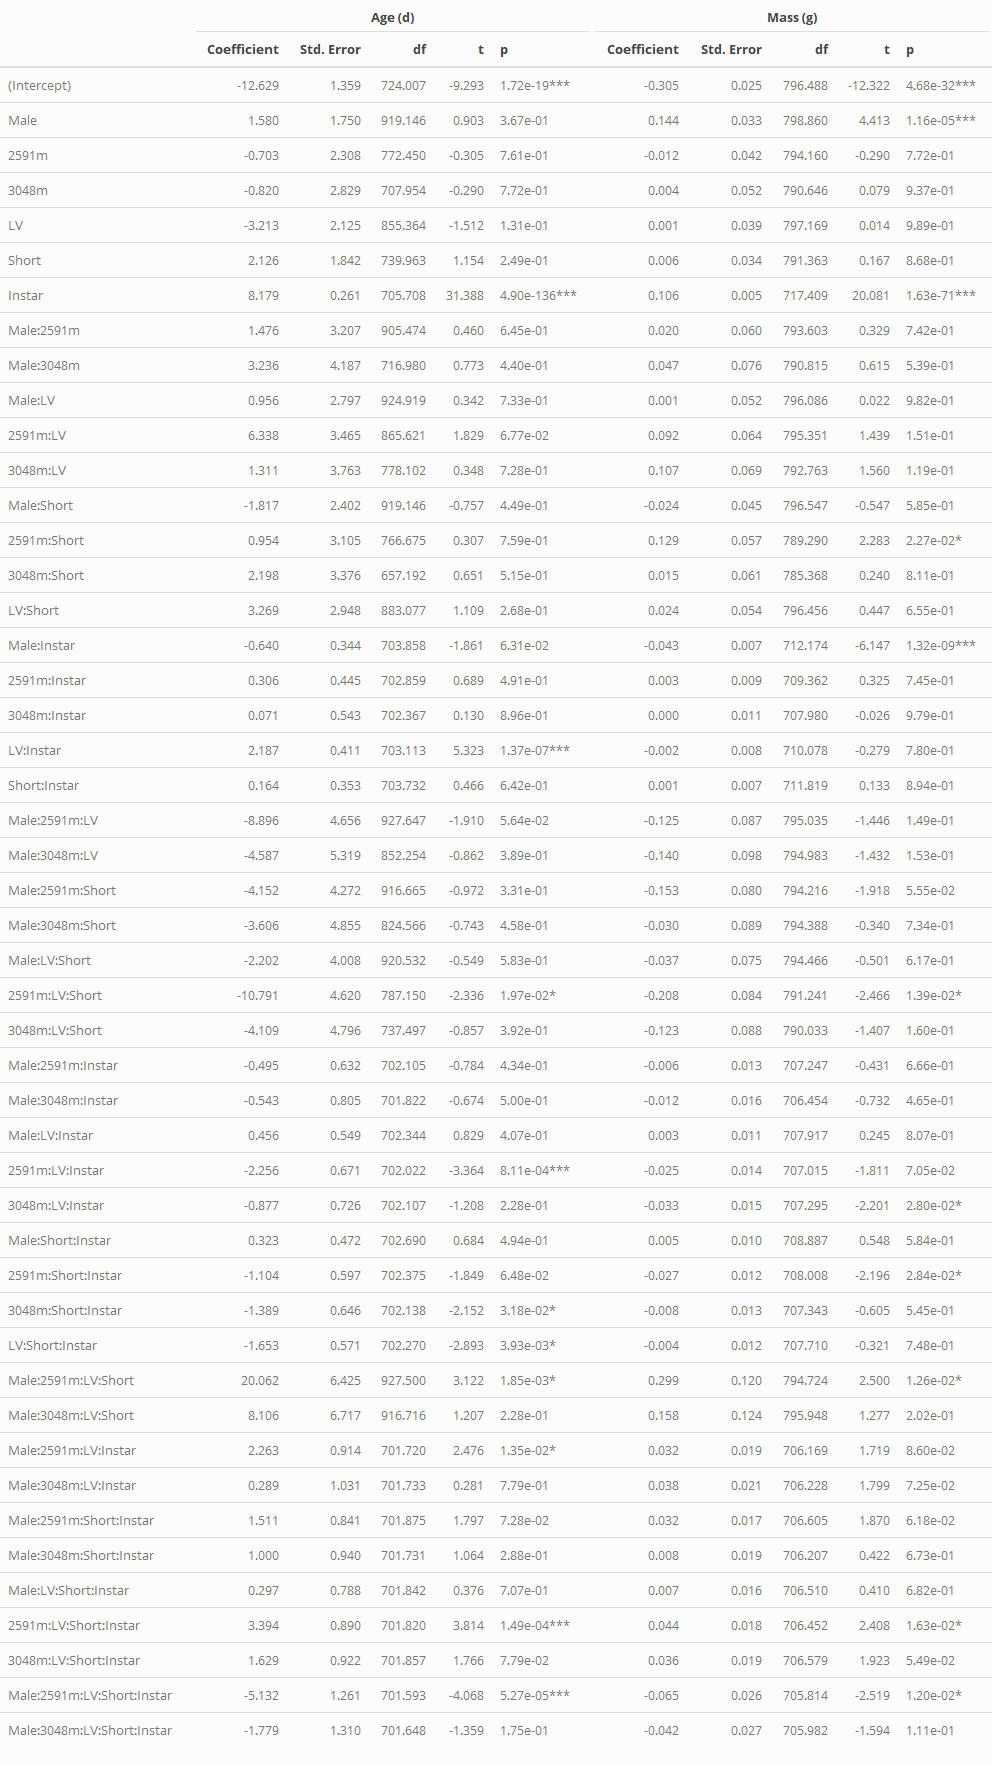 Age (d) Mass (g)
Coefficient Std. Error df t p Coefficient Std. Error df t p
(Intercept) -12.629 1.359 724.007 -9.293 1.72e-19*** -0.305 0.025 796.488 -12.322 4.68e-32***
Male 1.580 1.750 919.146 0.903 3.67e-01 0.144 0.033 798.860 4.413 1.16e-05***
2591m -0.703 2.308 772.450 -0.305 7.61e-01 -0.012 0.042 794.160 -0.290 7.72e-01
3048m -0.820 2.829 707.954 -0.290 7.72e-01 0.004 0.052 790.646 0.079 9.37e-01
LV -3.213 2.125 855.364 -1.512 1.31e-01 0.001 0.039 797.169 0.014 9.89e-01
Short 2.126 1.842 739.963 1.154 2.49e-01 0.006 0.034 791.363 0.167 8.68e-01
Instar 8.179 0.261 705.708 31.388 4.90e-136*** 0.106 0.005 717.409 20.081 1.63e-71***
Male:2591m 1.476 3.207 905.474 0.460 6.45e-01 0.020 0.060 793.603 0.329 7.42e-01
Male:3048m 3.236 4.187 716.980 0.773 4.40e-01 0.047 0.076 790.815 0.615 5.39e-01
Male:LV 0.956 2.797 924.919 0.342 7.33e-01 0.001 0.052 796.086 0.022 9.82e-01
2591m:LV 6.338 3.465 865.621 1.829 6.77e-02 0.092 0.064 795.351 1.439 1.51e-01
3048m:LV 1.311 3.763 778.102 0.348 7.28e-01 0.107 0.069 792.763 1.560 1.19e-01
Male:Short -1.817 2.402 919.146 -0.757 4.49e-01 -0.024 0.045 796.547 -0.547 5.85e-01
2591m:Short 0.954 3.105 766.675 0.307 7.59e-01 0.129 0.057 789.290 2.283 2.27e-02*
3048m:Short 2.198 3.376 657.192 0.651 5.15e-01 0.015 0.061 785.368 0.240 8.11e-01
LV:Short 3.269 2.948 883.077 1.109 2.68e-01 0.024 0.054 796.456 0.447 6.55e-01
Male:Instar -0.640 0.344 703.858 -1.861 6.31e-02 -0.043 0.007 712.174 -6.147 1.32e-09***
2591m:Instar 0.306 0.445 702.859 0.689 4.91e-01 0.003 0.009 709.362 0.325 7.45e-01
3048m:Instar 0.071 0.543 702.367 0.130 8.96e-01 0.000 0.011 707.980 -0.026 9.79e-01
LV:Instar 2.187 0.411 703.113 5.323 1.37e-07*** -0.002 0.008 710.078 -0.279 7.80e-01
Short:Instar 0.164 0.353 703.732 0.466 6.42e-01 0.001 0.007 711.819 0.133 8.94e-01
Male:2591m:LV -8.896 4.656 927.647 -1.910 5.64e-02 -0.125 0.087 795.035 -1.446 1.49e-01
Male:3048m:LV -4.587 5.319 852.254 -0.862 3.89e-01 -0.140 0.098 794.983 -1.432 1.53e-01
Male:2591m:Short -4.152 4.272 916.665 -0.972 3.31e-01 -0.153 0.080 794.216 -1.918 5.55e-02
Male:3048m:Short -3.606 4.855 824.566 -0.743 4.58e-01 -0.030 0.089 794.388 -0.340 7.34e-01
Male:LV:Short -2.202 4.008 920.532 -0.549 5.83e-01 -0.037 0.075 794.466 -0.501 6.17e-01
2591m:LV:Short -10.791 4.620 787.150 -2.336 1.97e-02* -0.208 0.084 791.241 -2.466 1.39e-02*
3048m:LV:Short -4.109 4.796 737.497 -0.857 3.92e-01 -0.123 0.088 790.033 -1.407 1.60e-01
Male:2591m:Instar -0.495 0.632 702.105 -0.784 4.34e-01 -0.006 0.013 707.247 -0.431 6.66e-01
Male:3048m:Instar -0.543 0.805 701.822 -0.674 5.00e-01 -0.012 0.016 706.454 -0.732 4.65e-01
Male:LV:Instar 0.456 0.549 702.344 0.829 4.07e-01 0.003 0.011 707.917 0.245 8.07e-01
2591m:LV:Instar -2.256 0.671 702.022 -3.364 8.11e-04*** -0.025 0.014 707.015 -1.811 7.05e-02
3048m:LV:Instar -0.877 0.726 702.107 -1.208 2.28e-01 -0.033 0.015 707.295 -2.201 2.80e-02*
Male:Short:Instar 0.323 0.472 702.690 0.684 4.94e-01 0.005 0.010 708.887 0.548 5.84e-01
2591m:Short:Instar -1.104 0.597 702.375 -1.849 6.48e-02 -0.027 0.012 708.008 -2.196 2.84e-02*
3048m:Short:Instar -1.389 0.646 702.138 -2.152 3.18e-02* -0.008 0.013 707.343 -0.605 5.45e-01
LV:Short:Instar -1.653 0.571 702.270 -2.893 3.93e-03* -0.004 0.012 707.710 -0.321 7.48e-01
Male:2591m:LV:Short 20.062 6.425 927.500 3.122 1.85e-03* 0.299 0.120 794.724 2.500 1.26e-02*
Male:3048m:LV:Short 8.106 6.717 916.716 1.207 2.28e-01 0.158 0.124 795.948 1.277 2.02e-01
Male:2591m:LV:Instar 2.263 0.914 701.720 2.476 1.35e-02* 0.032 0.019 706.169 1.719 8.60e-02
Male:3048m:LV:Instar 0.289 1.031 701.733 0.281 7.79e-01 0.038 0.021 706.228 1.799 7.25e-02
Male:2591m:Short:Instar 1.511 0.841 701.875 1.797 7.28e-02 0.032 0.017 706.605 1.870 6.18e-02
Male:3048m:Short:Instar 1.000 0.940 701.731 1.064 2.88e-01 0.008 0.019 706.207 0.422 6.73e-01
Male:LV:Short:Instar 0.297 0.788 701.842 0.376 7.07e-01 0.007 0.016 706.510 0.410 6.82e-01
2591m:LV:Short:Instar 3.394 0.890 701.820 3.814 1.49e-04*** 0.044 0.018 706.452 2.408 1.63e-02*
3048m:LV:Short:Instar 1.629 0.922 701.857 1.766 7.79e-02 0.036 0.019 706.579 1.923 5.49e-02
Male:2591m:LV:Short:Instar -5.132 1.261 701.593 -4.068 5.27e-05*** -0.065 0.026 705.814 -2.519 1.20e-02*
Male:3048m:LV:Short:Instar -1.779 1.310 701.648 -1.359 1.75e-01 -0.042 0.027 705.982 -1.594 1.11e-01